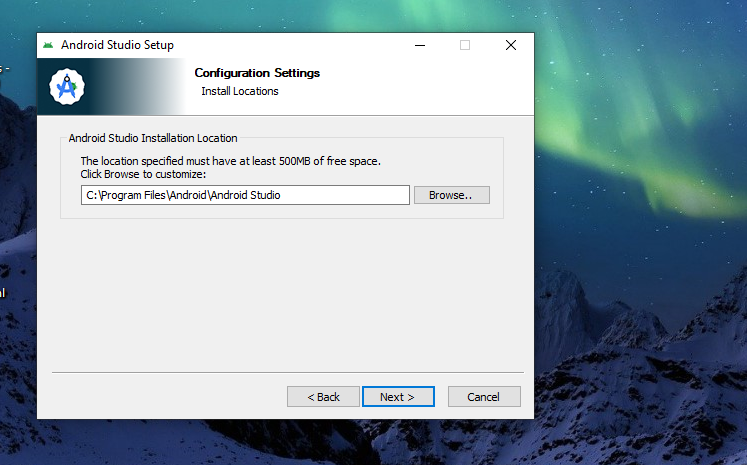 Android Studio Setup
Configuration Settings
Install Locations
Android Studio Installation Location
The location specified must have at least 500MB of free space.
Click Browse to customize:
C:\Program Files\Android\Android Studio
Browse..
< Back
Next >
Cancel